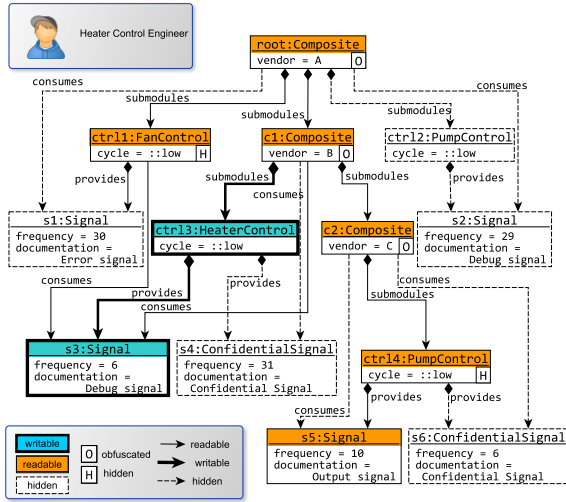 Heater Control Engineer
root:Composite
vendor = A
O
consumes
submodules
submodules
submodules
consumes
ctrl1:FanControl
cycle = ::low
H
c1:Composite
vendor = B
O
ctrl2:PumpControl
cycle = ::low
provides
submodules
consumes
submodules
provides
s1:Signal
frequency = 30
documentation =
Error signal
ctrl3:HeaterControl
cycle = ::low
c2:Composite
vendor = C
O
s2:Signal
frequency = 29
documentation =
Debug signal
consumes
provides
provides
consumes
submodules
consumes
s3:Signal
frequency = 6
documentation =
Debug signal
s4:ConfidentialSignal
frequency = 31
documentation =
Confidential Signal
ctrl4:PumpControl
cycle = ::low
H
consumes
provides
provides
s5:Signal
frequency = 10
documentation =
Output signal
s6:ConfidentialSignal
frequency = 6
documentation =
Confidential Signal
writable
readable
hidden
O obfuscated
H hidden
readable
writable
hidden